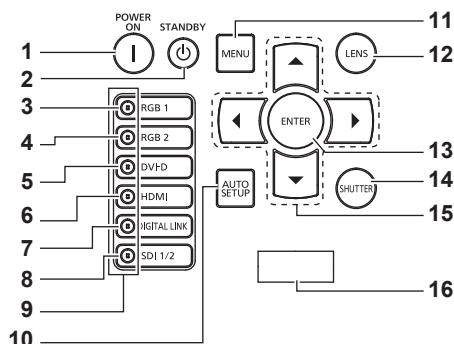 POWER ON
STANDBY
1
2
3
4
5
6
7
8
9
10
RGB 1
RGB 2
DVI-D
HDMI
DIGITAL LINK
SDI 1/2
MENU
ENTER
AUTO
SETUP
LENS
SHUTTER
11
12
13
14
15
16